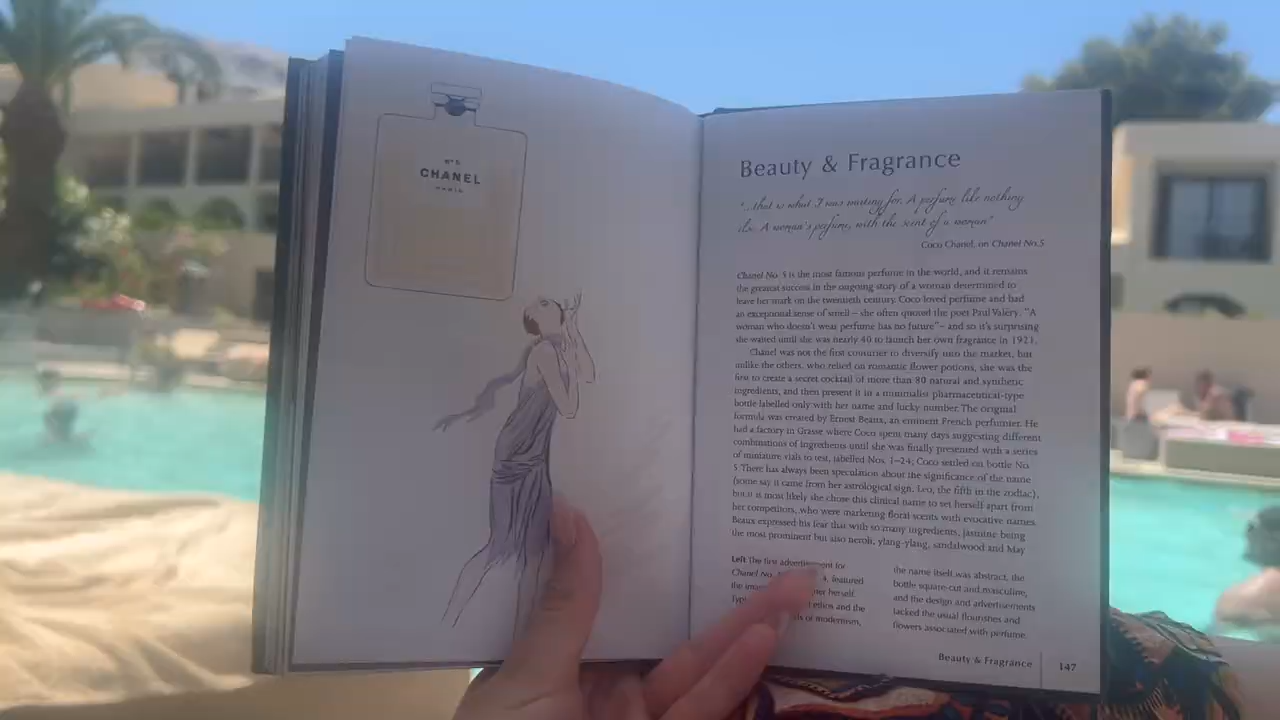 Nº5
CHANEL
PARIS
Beauty & Fragrance
"...that is what I was waiting for. A perfume like nothing
else. A woman's perfume, with the scent of a woman"
Coco Chanel, on Chanel No.5
Chanel No. 5 is the most famous perfume in the world, and it remains
the greatest success in the ongoing story of a woman determined to
leave her mark on the twentieth century. Coco loved perfume and had
an exceptional sense of smell – she often quoted the poet Paul Valéry. "A
woman who doesn't wear perfume has no future" – and so it's surprising
she waited until she was nearly 40 to launch her own fragrance in 1921.
Chanel was not the first couturier to diversify into the market, but
unlike the others, who relied on romantic flower potions, she was the
first to create a secret cocktail of more than 80 natural and synthetic
ingredients, and then present it in a minimalist pharmaceutical-type
bottle labelled only with her name and lucky number. The original
formula was created by Ernest Beaux, an eminent French perfumier. He
had a factory in Grasse where Coco spent many days suggesting different
combinations of ingredients until she was finally presented with a series
of miniature vials to test, labelled Nos. 1–24; Coco settled on bottle No.
5. There has always been speculation about the significance of the name
(some say it came from her astrological sign, Leo, the fifth in the zodiac),
but it is most likely she chose this clinical name to set herself apart from
her competitors, who were marketing floral scents with evocative names.
Beaux expressed his fear that with so many ingredients, jasmine being
the most prominent but also neroli, ylang-ylang, sandalwood and May
Left The first advertisement for
Chanel No. 4, featured
the ima ner herself.
Typ ethos and the
ls of modernism,
the name itself was abstract, the
bottle square-cut and masculine,
and the design and advertisements
lacked the usual flourishes and
flowers associated with perfume.
Beauty & Fragrance 147